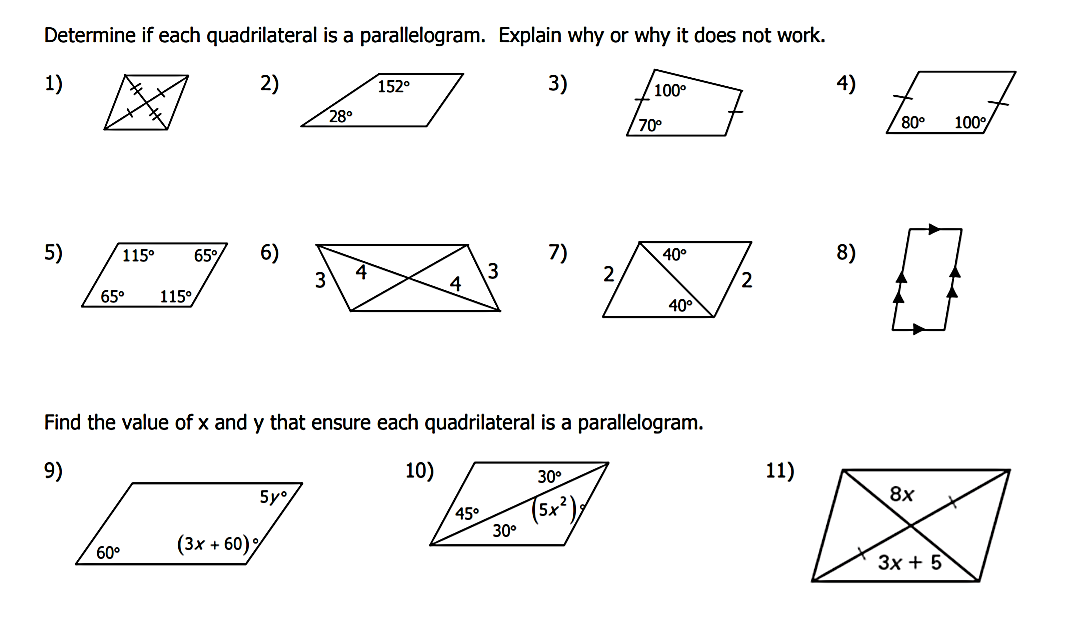 Determine if each quadrilateral is a parallelogram. Explain why or why it does not work.
1)
2)
152°
28°
3)
100°
70°
4)
80° 100°
5)
115° 65°
65° 115°
6)
3 4 4 3
7)
40°
2 2
40°
8)
Find the value of x and y that ensure each quadrilateral is a parallelogram.
9)
5y°
60° (3x + 60)°
10)
30°
45° (5x²)°
30°
11)
8x
3x + 5